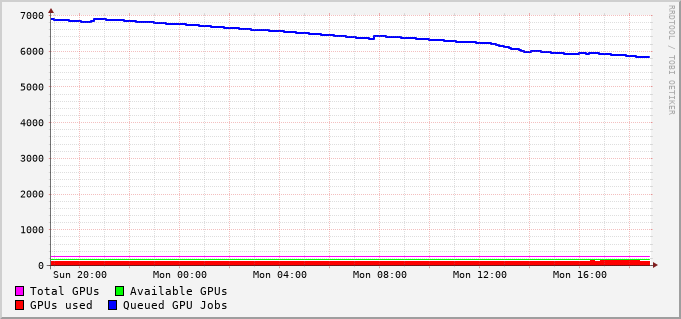 7000
6000
5000
4000
3000
2000
1000
0
Sun 20:00 Mon 00:00 Mon 04:00 Mon 08:00 Mon 12:00 Mon 16:00
Total GPUs Available GPUs
GPUs used Queued GPU Jobs
RRDTOOL / TOBI OETIKER